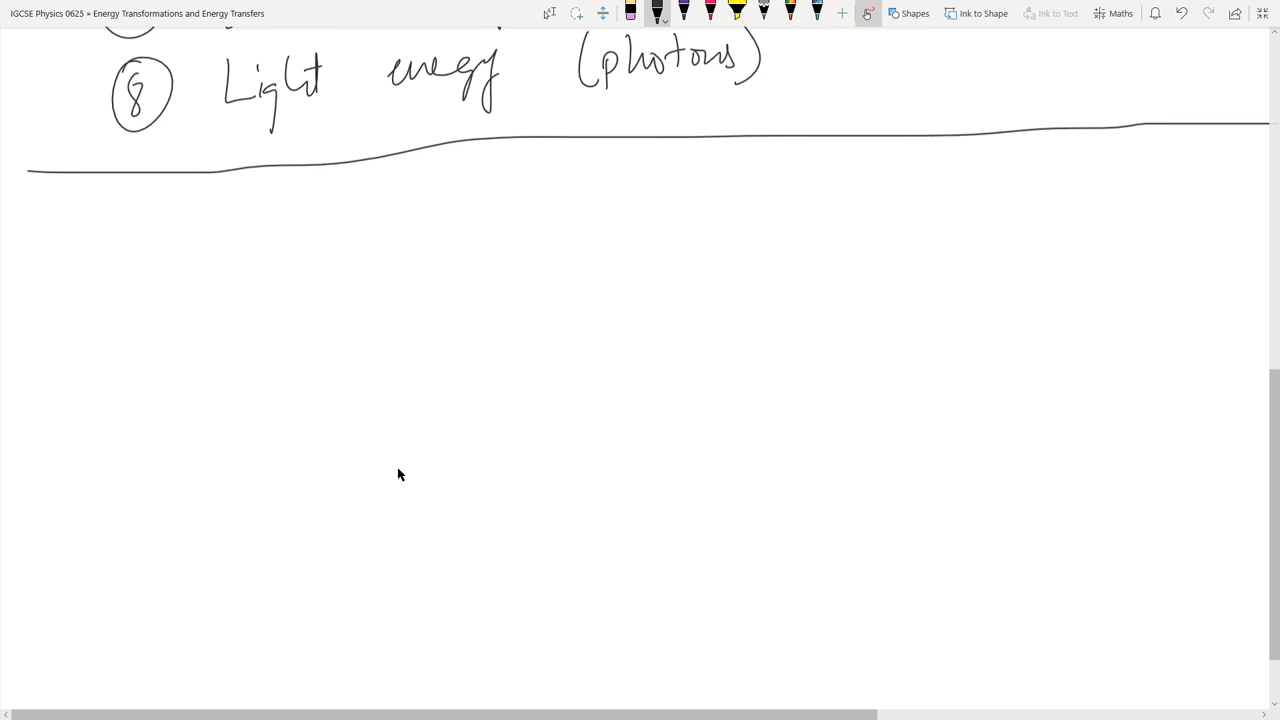 IGCSE Physics 0625 » Energy Transformations and Energy Transfers
Shapes Ink to Shape Ink to Text Maths
8 Light energy (photons)